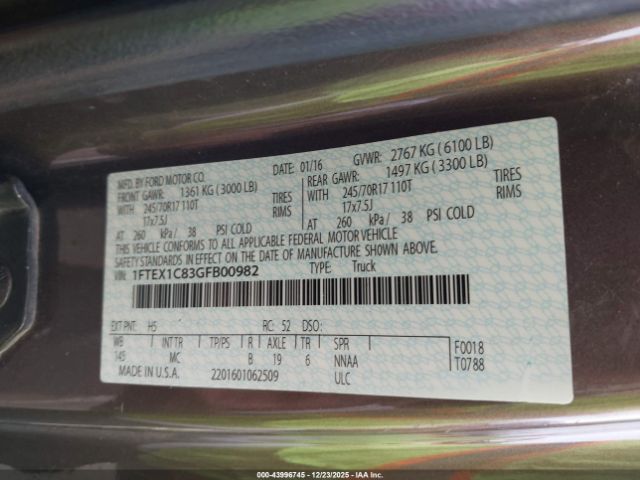 MFD. BY FORD MOTOR CO. DATE: 01/16 GVWR: 2767 KG (6100 LB)
FRONT GAWR: 1361 KG (3000 LB) REAR GAWR: 1497 KG (3300 LB)
WITH 245/70R17 110T TIRES WITH 245/70R17 110T TIRES
17x7.5J RIMS 17x7.5J RIMS
AT 260 kPa/ 38 PSI COLD AT 260 kPa/ 38 PSI COLD
THIS VEHICLE CONFORMS TO ALL APPLICABLE FEDERAL MOTOR VEHICLE
SAFETY STANDARDS IN EFFECT ON THE DATE OF MANUFACTURE SHOWN ABOVE.
VIN: 1FTEX1C83GFB00982 TYPE: Truck
EXT PNT: H5 RC: 52 DSO:
WB INT TR TP/PS R AXLE TR SPR F0018
145 MC B 19 6 NNAA T0788
MADE IN U.S.A. 2201601062509 ULC
00-43996745 - 12/23/2025 - IAAC